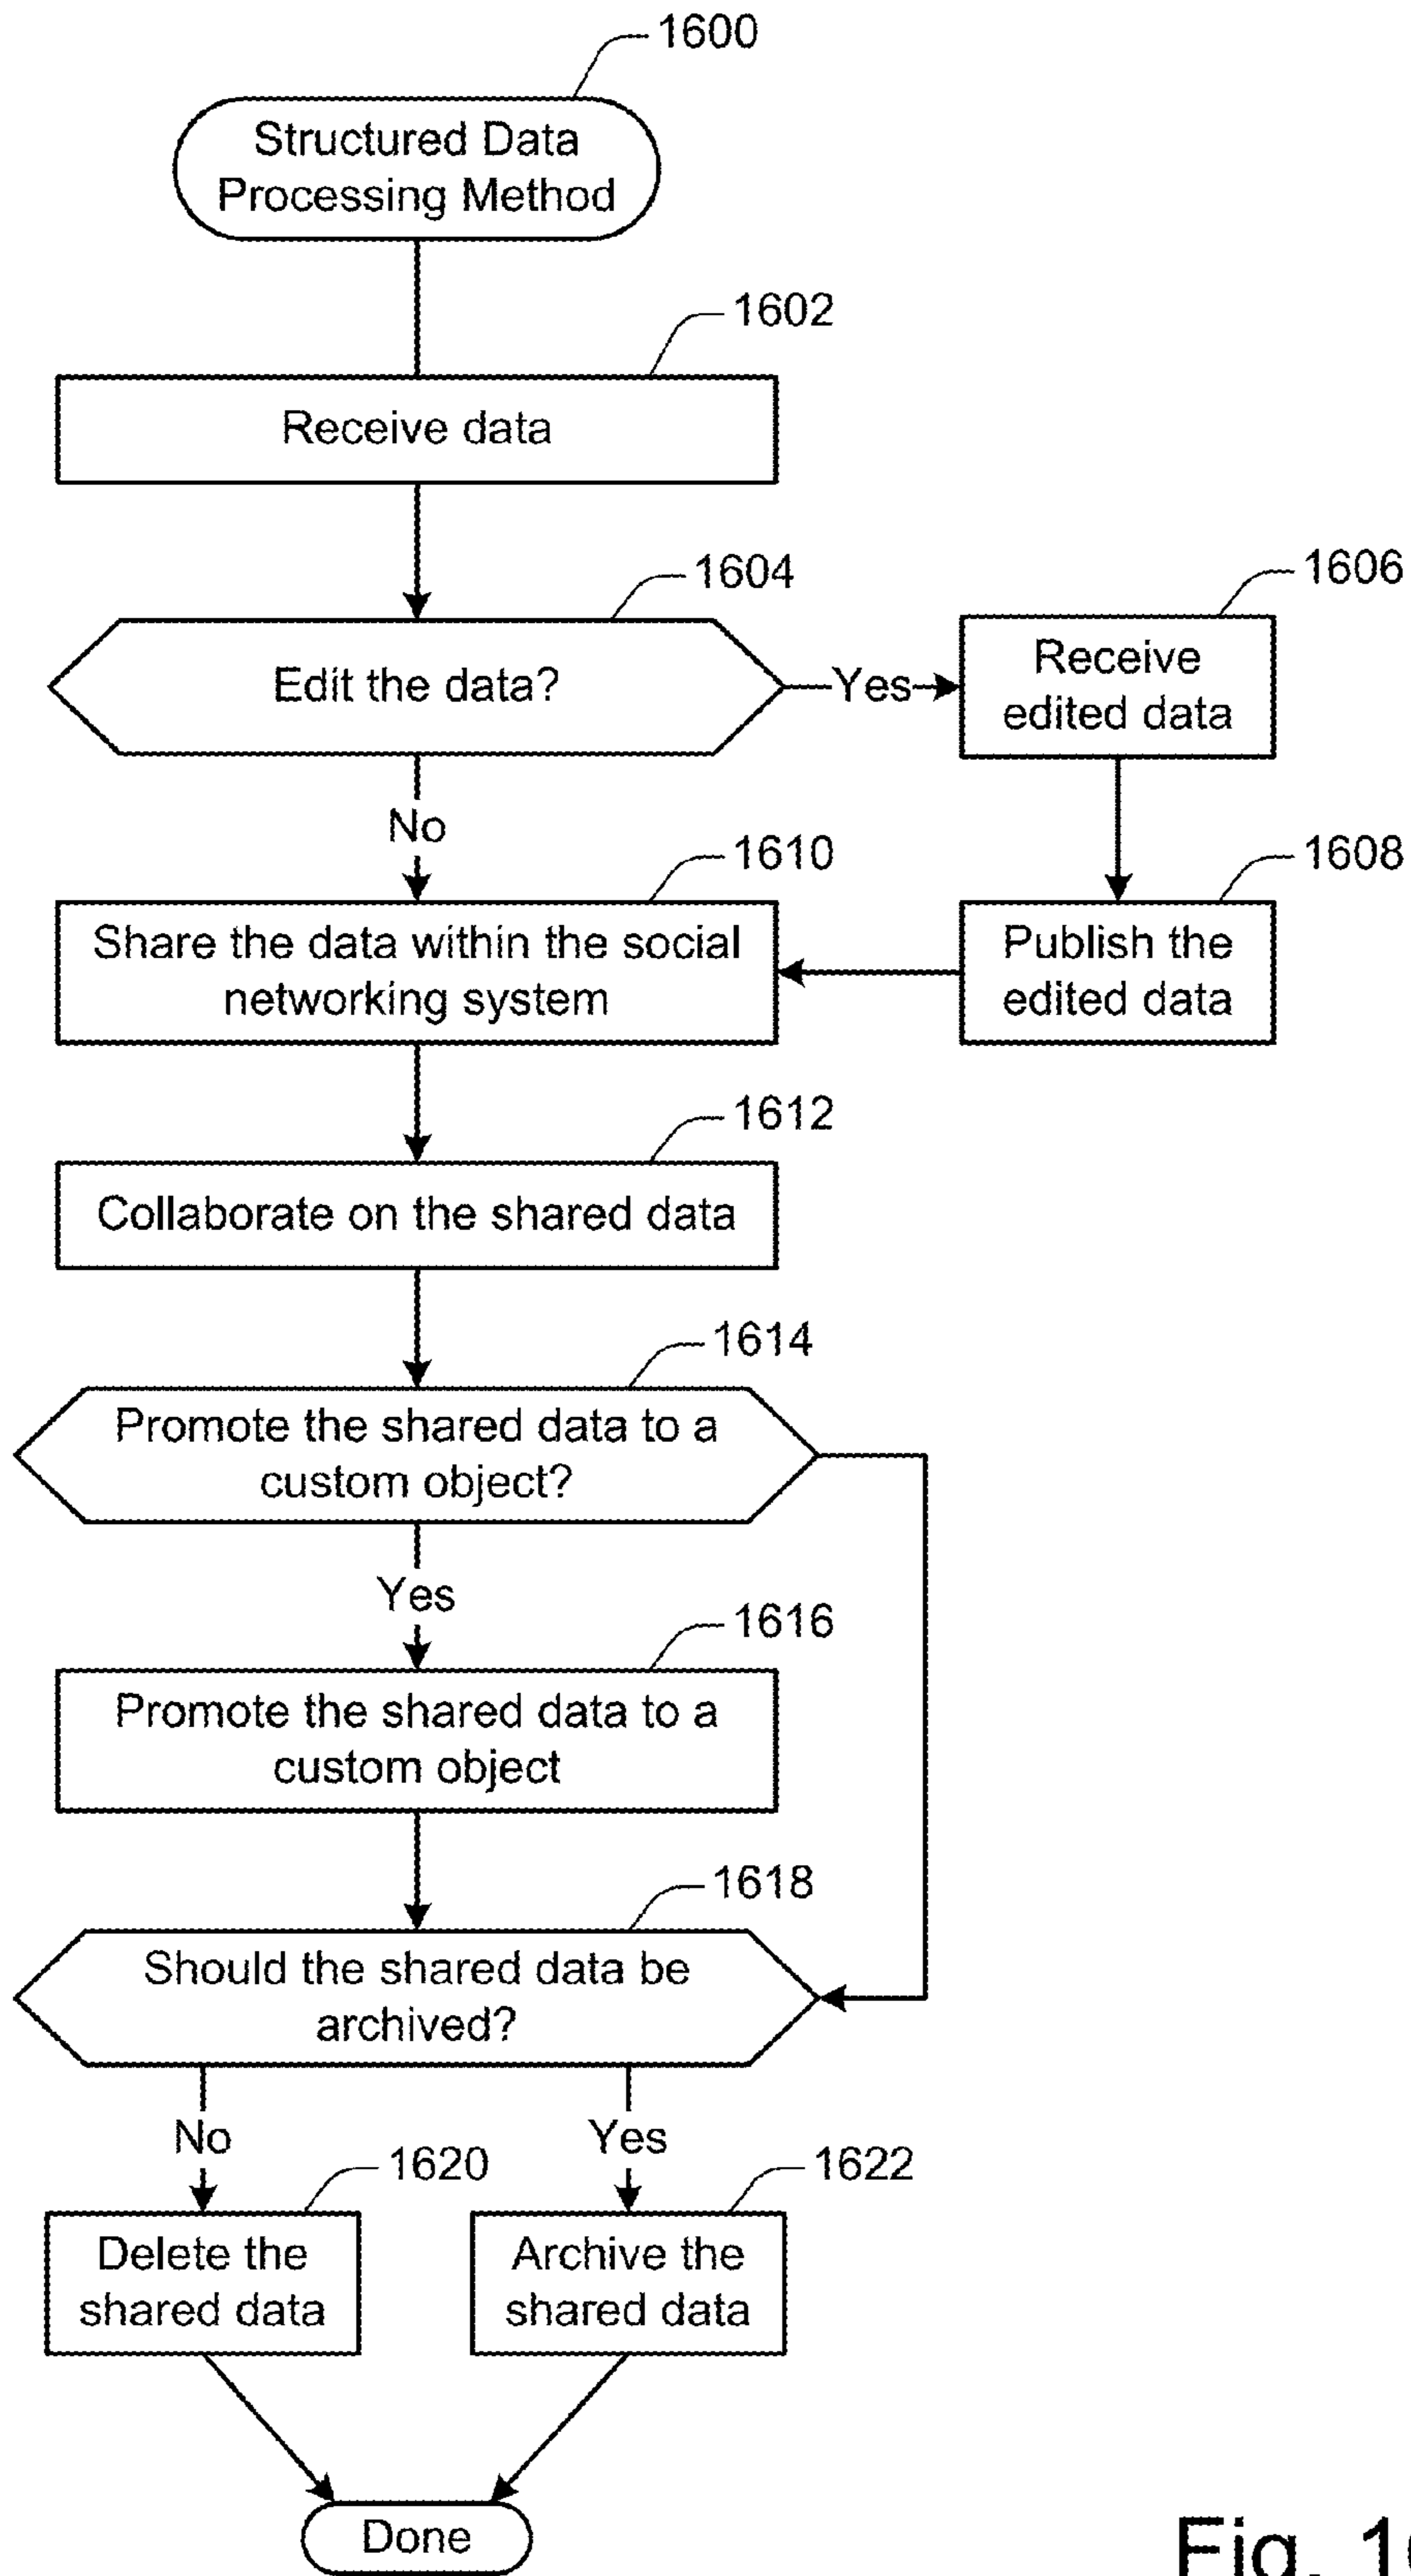 1600
Structured Data
Processing Method
1602
Receive data
1604
Edit the data?
Yes
1606
Receive
edited data
No
1610
Share the data within the social
networking system
1608
Publish the
edited data
1612
Collaborate on the shared data
1614
Promote the shared data to a
custom object?
Yes
1616
Promote the shared data to a
custom object
1618
Should the shared data be
archived?
No
Yes
1620
Delete the
shared data
1622
Archive the
shared data
Done
Fig.